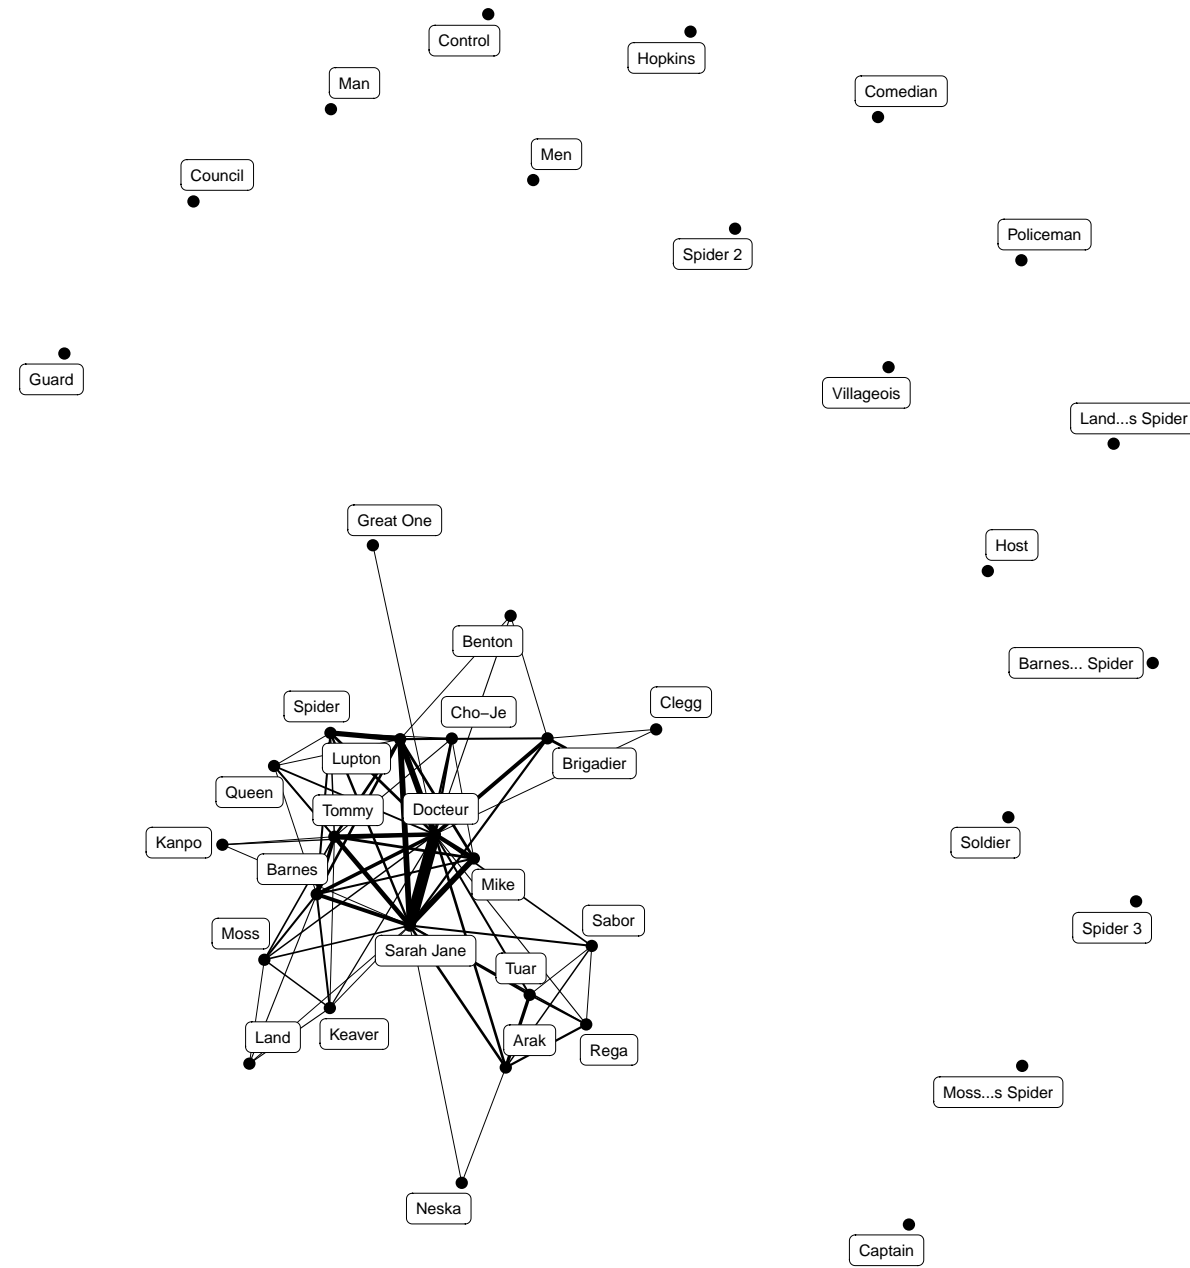 Control
Hopkins
Man
Comedian
Men
Council
Policeman
Spider 2
Guard
Villageois
Land...s Spider
Great One
Host
Benton
Barnes... Spider
Clegg
Spider
Cho–Je
Lupton
Brigadier
Queen
Tommy
Docteur
Kanpo
Soldier
Barnes
Mike
Sabor
Spider 3
Moss
Sarah Jane
Tuar
Land
Keaver
Arak
Rega
Moss...s Spider
Neska
Captain